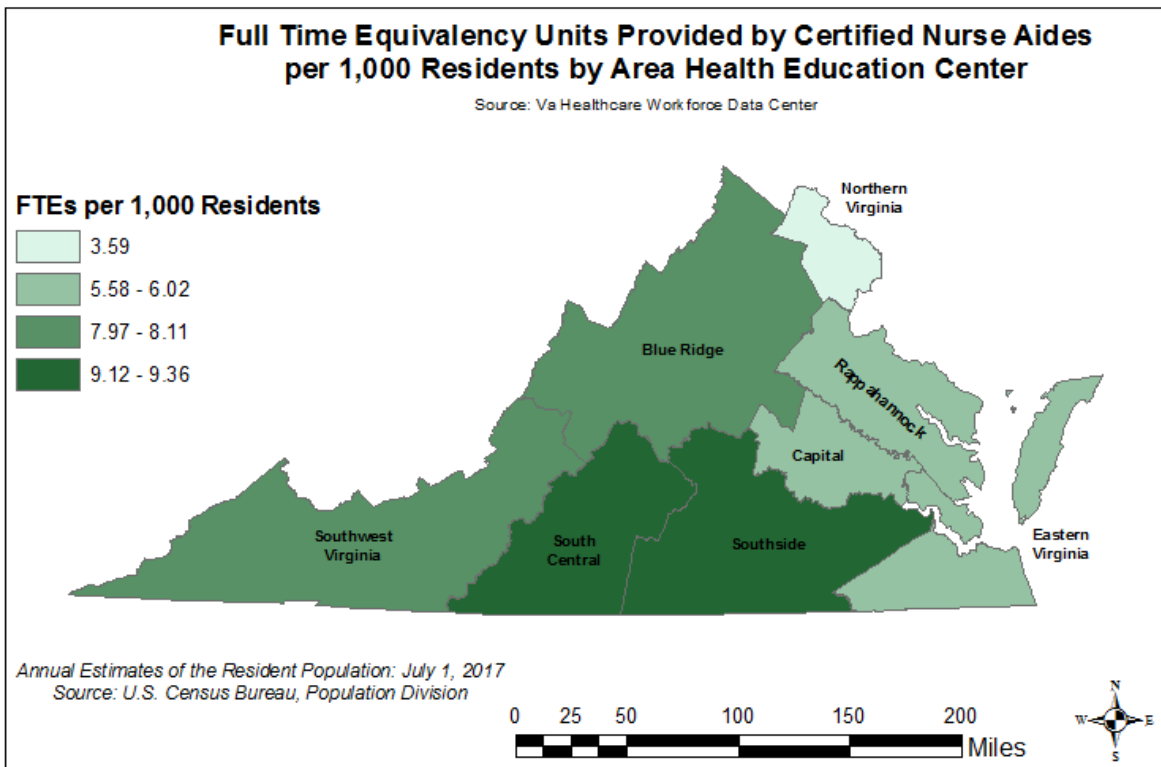 Full Time Equivalency Units Provided by Certified Nurse Aides
per 1,000 Residents by Area Health Education Center
Source: Va Healthcare Workforce Data Center
FTEs per 1,000 Residents
3.59
5.58 - 6.02
7.97 - 8.11
9.12 - 9.36
Northern
Virginia
Blue Ridge
Rappahannock
Capital
Southwest
Virginia
South
Central
Southside
Eastern
Virginia
Annual Estimates of the Resident Population: July 1, 2017
Source: U.S. Census Bureau, Population Division
0 25 50 100 150 200
Miles
N
W E
S